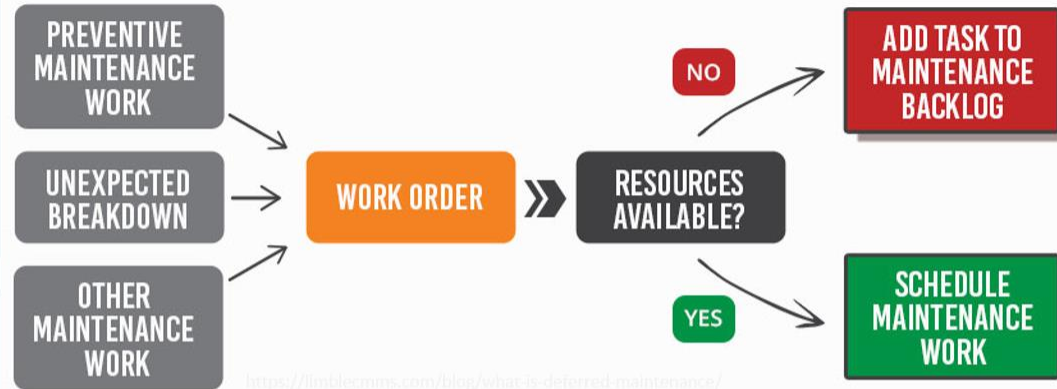 PREVENTIVE
MAINTENANCE
WORK
UNEXPECTED
BREAKDOWN
OTHER
MAINTENANCE
WORK
WORK ORDER
RESOURCES
AVAILABLE?
NO
YES
ADD TASK TO
MAINTENANCE
BACKLOG
SCHEDULE
MAINTENANCE
WORK
https://limblecmms.com/blog/what-is-deferred-maintenance/